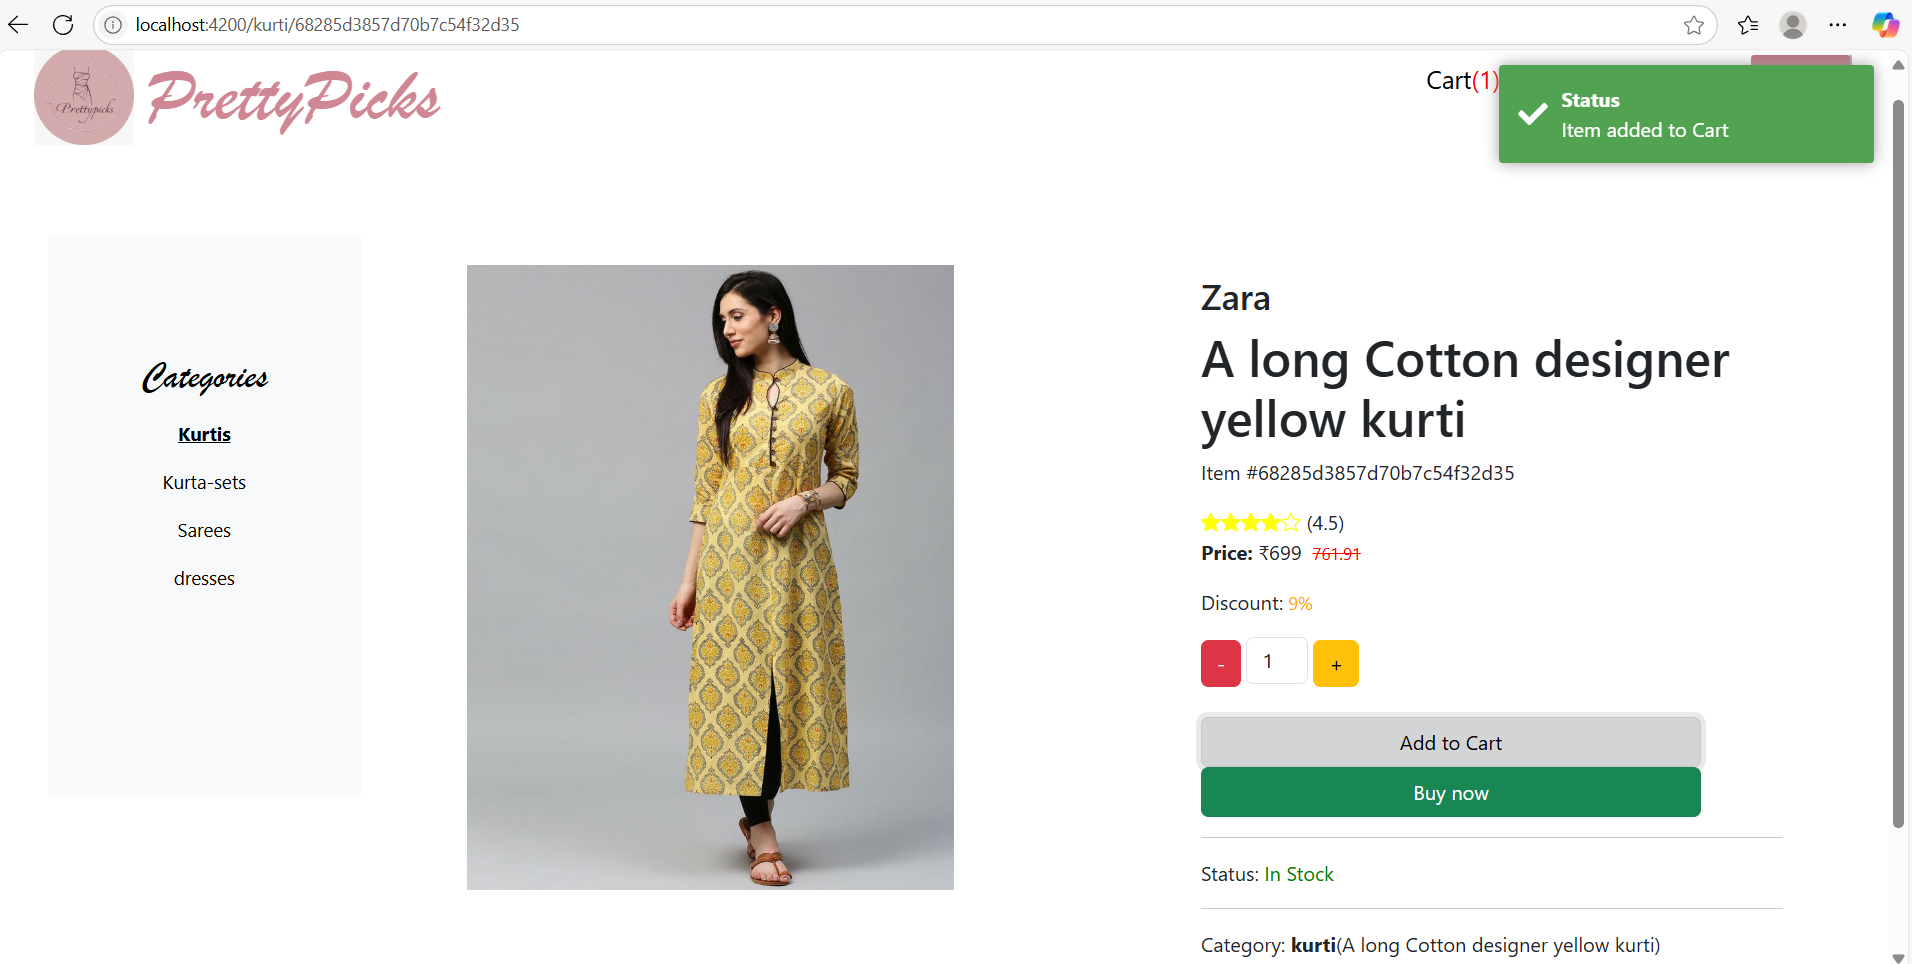 localhost:4200/kurti/68285d3857d70b7c54f32d35
Prettypicks
PrettyPicks
Cart(1)
Status
Item added to Cart
Categories
Kurtis
Kurta-sets
Sarees
dresses
Zara
A long Cotton designer
yellow kurti
Item #68285d3857d70b7c54f32d35
(4.5)
Price: ₹699 761.91
Discount: 9%
- 1 +
Add to Cart
Buy now
Status: In Stock
Category: kurti(A long Cotton designer yellow kurti)